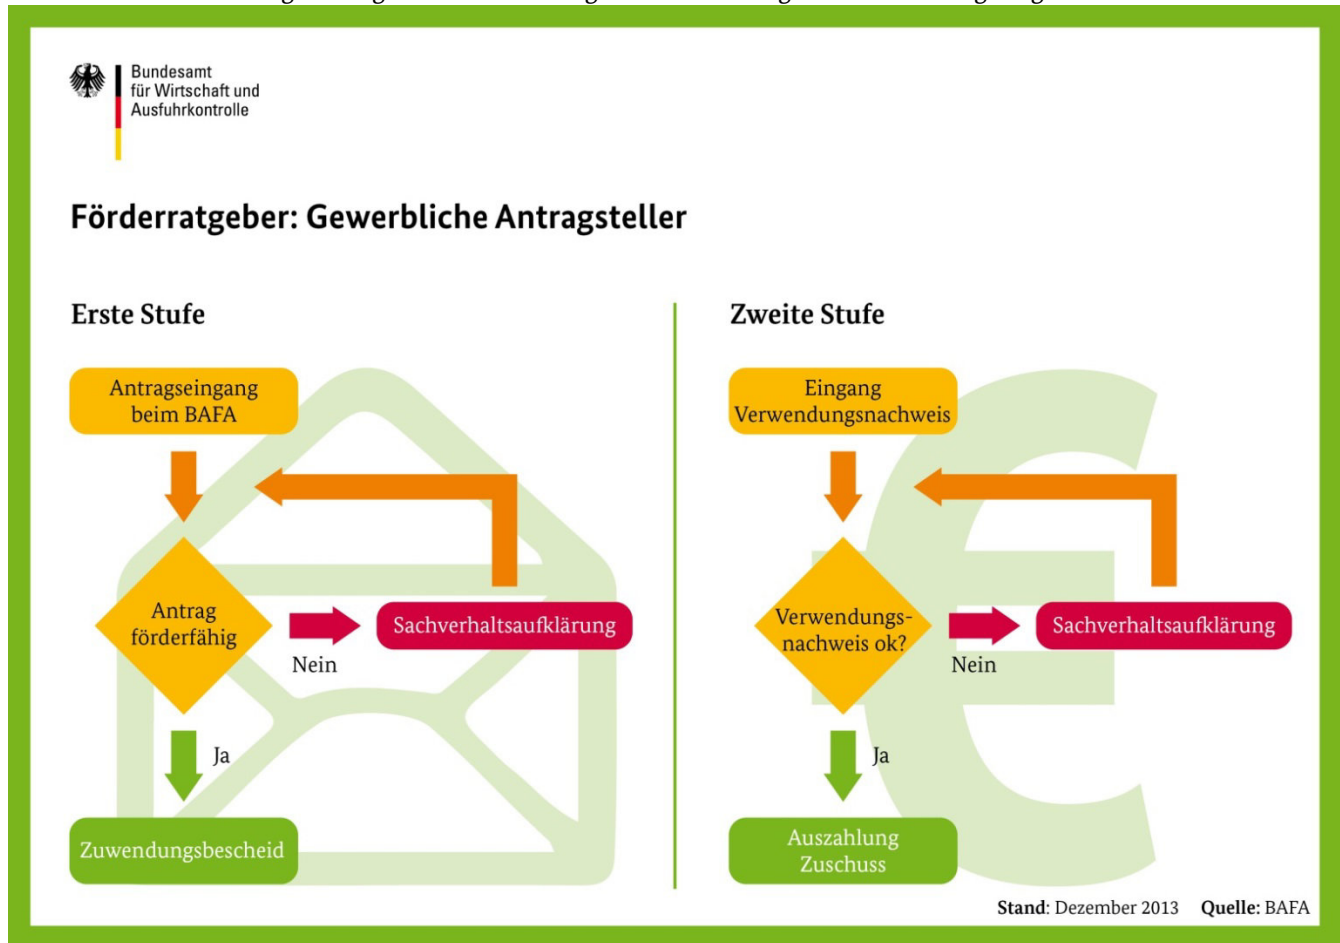 Bundesamt
für Wirtschaft und
Ausfuhrkontrolle
Förderratgeber: Gewerbliche Antragsteller
Erste Stufe
Antragseingang
beim BAFA
Antrag
förderfähig
Nein
Sachverhaltsaufklärung
Ja
Zuwendungsbescheid
Zweite Stufe
Eingang
Verwendungsnachweis
Verwendungs-
nachweis ok?
Nein
Sachverhaltsaufklärung
Ja
Auszahlung
Zuschuss
Stand: Dezember 2013 Quelle: BAFA